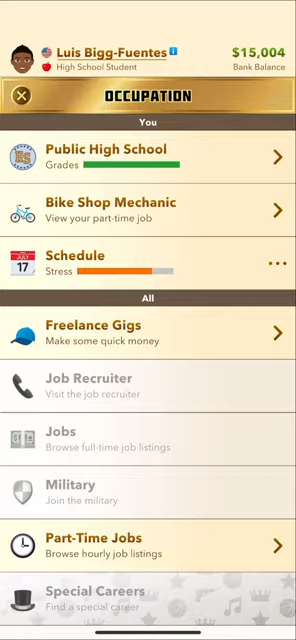 Luis Bigg-Fuentes i
$15,004
High School Student
Bank Balance
OCCUPATION
You
HS
Public High School
Grades
Bike Shop Mechanic
View your part-time job
JULY
17
Schedule
Stress
All
Freelance Gigs
Make some quick money
Job Recruiter
Visit the job recruiter
Jobs
Browse full-time job listings
Military
Join the military
Part-Time Jobs
Browse hourly job listings
Special Careers
Find a special career